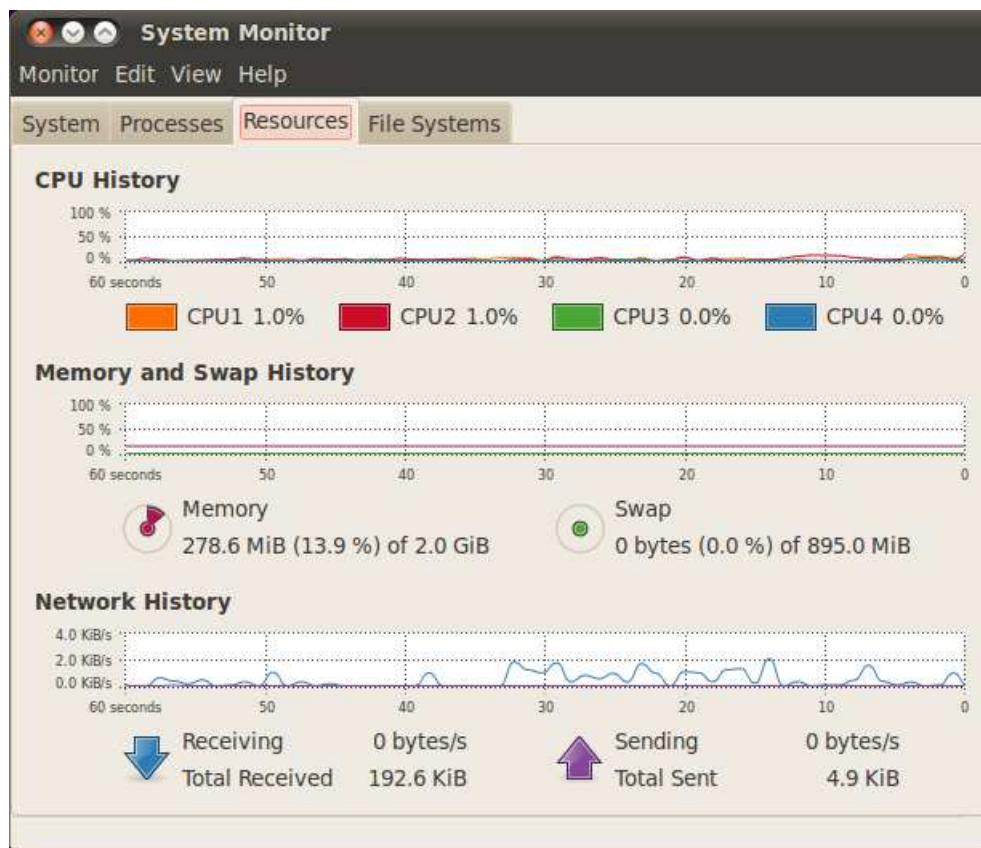 System Monitor
Monitor Edit View Help
System Processes Resources File Systems
CPU History
100 %
50 %
0 %
60 seconds 50 40 30 20 10 0
CPU1 1.0% CPU2 1.0% CPU3 0.0% CPU4 0.0%
Memory and Swap History
100 %
50 %
0 %
60 seconds 50 40 30 20 10 0
Memory Swap
278.6 MiB (13.9 %) of 2.0 GiB 0 bytes (0.0 %) of 895.0 MiB
Network History
4.0 KiB/s
2.0 KiB/s
0.0 KiB/s
60 seconds 50 40 30 20 10 0
Receiving 0 bytes/s Sending 0 bytes/s
Total Received 192.6 KiB Total Sent 4.9 KiB